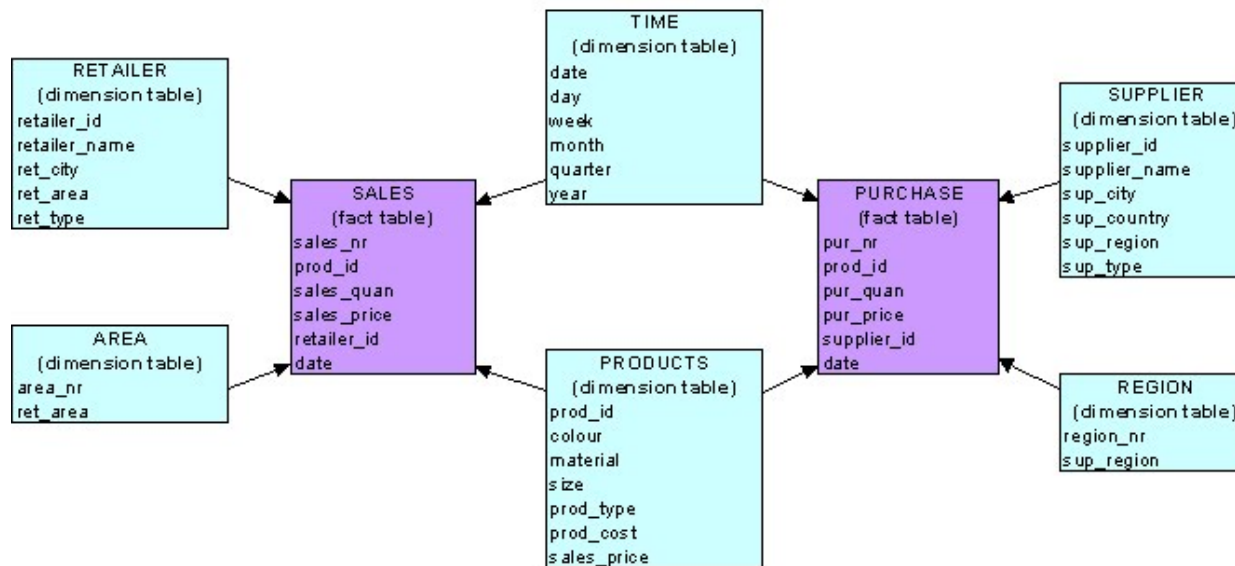 TIME
(dimension table)
date
day
week
month
quarter
year
RETAILER
(dimension table)
retailer_id
retailer_name
ret_city
ret_area
ret_type
SUPPLIER
(dimension table)
supplier_id
supplier_name
sup_city
sup_country
sup_region
sup_type
SALES
(fact table)
sales_nr
prod_id
sales_quan
sales_price
retailer_id
date
PURCHASE
(fact table)
pur_nr
prod_id
pur_quan
pur_price
supplier_id
date
AREA
(dimension table)
area_nr
ret_area
PRODUCTS
(dimension table)
prod_id
colour
material
size
prod_type
prod_cost
sales_price
REGION
(dimension table)
region_nr
sup_region